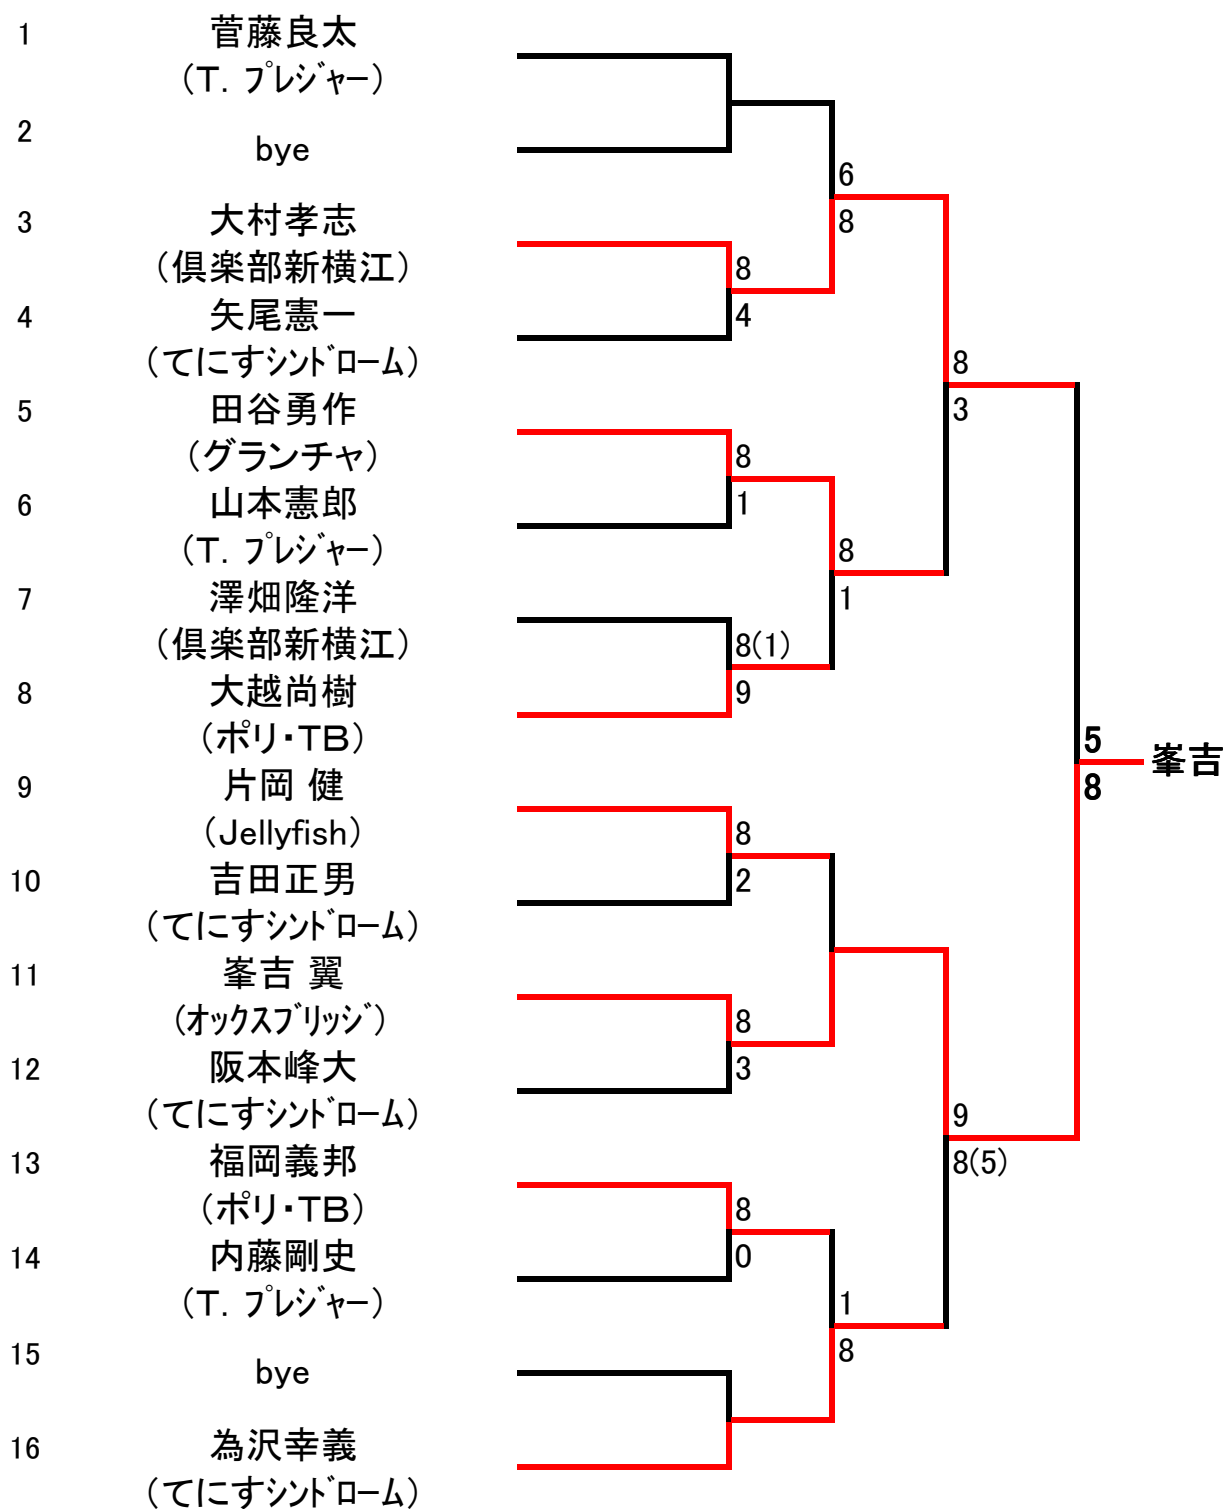 1 菅藤良太
（T．プレジャー）
2 bye
6
3 大村孝志
8
（倶楽部新横江）
8
4 矢尾憲一
4
（てにすシンドローム）
8
5 田谷勇作
3
（グランチャ）
8
6 山本憲郎
1
（T．プレジャー）
8
7 澤畑隆洋
1
（倶楽部新横江）
8(1)
8 大越尚樹
9
（ポリ・TB）
5
峯吉
9 片岡 健
8
（Jellyfish）
8
10 吉田正男
2
（てにすシンドローム）
11 峯吉 翼
（オックスブリッジ）
8
12 阪本峰大
3
（てにすシンドローム）
9
13 福岡義邦
8(5)
（ポリ・TB）
8
14 内藤剛史
0
（T．プレジャー）
1
15 bye
8
16 為沢幸義
（てにすシンドローム）